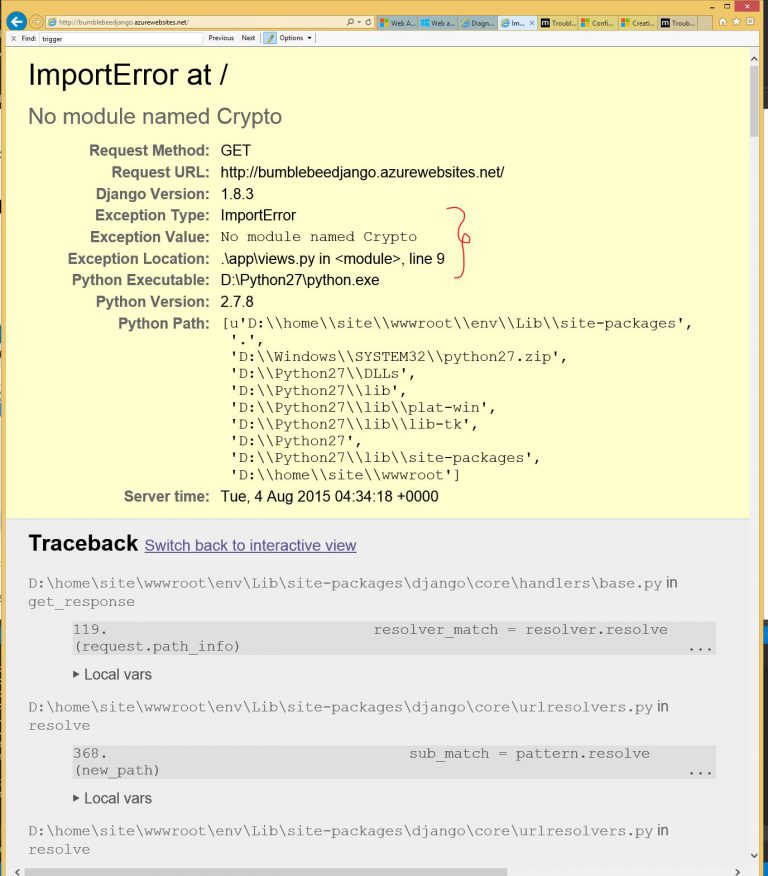 http://bumblebeedjango.azurewebsites.net/
Web A...
Web a...
Diagn...
Im...
Troubl...
Confi...
Creati...
Troub...
Find: trigger Previous Next Options
ImportError at /
No module named Crypto
Request Method: GET
Request URL: http://bumblebeedjango.azurewebsites.net/
Django Version: 1.8.3
Exception Type: ImportError
Exception Value: No module named Crypto
Exception Location: .\app\views.py in <module>, line 9
Python Executable: D:\Python27\python.exe
Python Version: 2.7.8
Python Path: [u'D:\\home\\site\\wwwroot\\env\\Lib\\site-packages',
'.',
'D:\\Windows\\SYSTEM32\\python27.zip',
'D:\\Python27\\DLLs',
'D:\\Python27\\lib',
'D:\\Python27\\lib\\plat-win',
'D:\\Python27\\lib\\lib-tk',
'D:\\Python27',
'D:\\Python27\\lib\\site-packages',
'D:\\home\\site\\wwwroot']
Server time: Tue, 4 Aug 2015 04:34:18 +0000
Traceback Switch back to interactive view
D:\home\site\wwwroot\env\Lib\site-packages\django\core\handlers\base.py in
get_response
119. resolver_match = resolver.resolve
(request.path_info) ...
Local vars
D:\home\site\wwwroot\env\Lib\site-packages\django\core\urlresolvers.py in
resolve
368. sub_match = pattern.resolve
(new_path) ...
Local vars
D:\home\site\wwwroot\env\Lib\site-packages\django\core\urlresolvers.py in
resolve